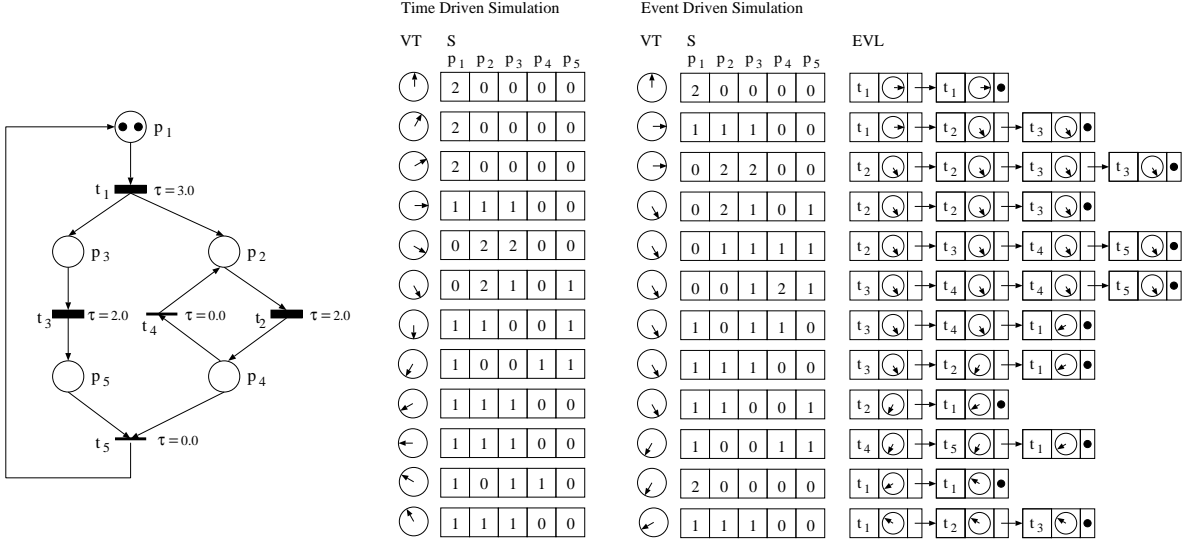 Time Driven Simulation
Event Driven Simulation
VT S
VT S EVL
p1 p2 p3 p4 p5
p1 p2 p3 p4 p5
2 0 0 0 0
2 0 0 0 0
t1 t1
p1
2 0 0 0 0
1 1 1 0 0
t1 t2 t3
2 0 0 0 0
0 2 2 0 0
t2 t2 t3 t3
t1 τ = 3.0
1 1 1 0 0
0 2 1 0 1
t2 t2 t3
p3 p2
0 2 2 0 0
0 1 1 1 1
t2 t3 t4 t5
0 2 1 0 1
0 0 1 2 1
t3 t4 t4 t5
t3 τ = 2.0 t4 τ = 0.0 t2 τ = 2.0
1 1 0 0 1
1 0 1 1 0
t3 t4 t1
p5 p4
1 0 0 1 1
1 1 1 0 0
t3 t2 t1
1 1 1 0 0
1 1 0 0 1
t2 t1
t5 τ = 0.0
1 1 1 0 0
1 0 0 1 1
t4 t5 t1
1 0 1 1 0
2 0 0 0 0
t1 t1
1 1 1 0 0
1 1 1 0 0
t1 t2 t3